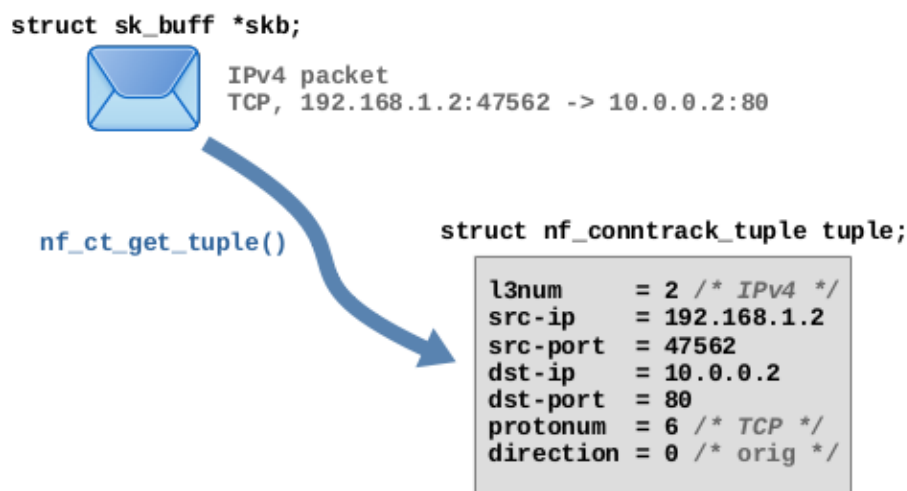 struct sk_buff *skb;
IPv4 packet
TCP, 192.168.1.2:47562 -> 10.0.0.2:80
nf_ct_get_tuple()
struct nf_conntrack_tuple tuple;
l3num = 2 /* IPv4 */
src-ip = 192.168.1.2
src-port = 47562
dst-ip = 10.0.0.2
dst-port = 80
protonum = 6 /* TCP */
direction = 0 /* orig */